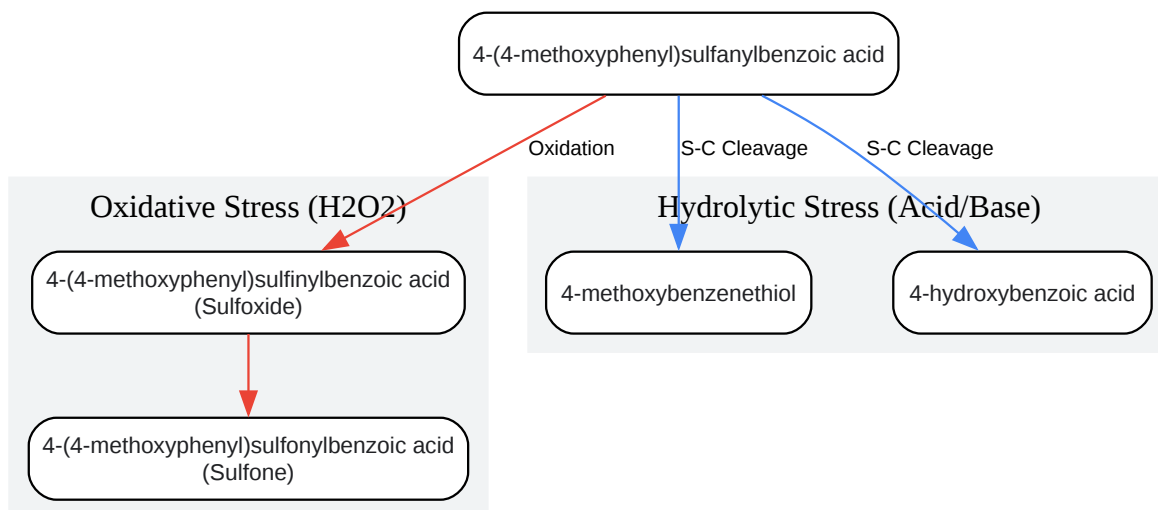 4-(4-methoxyphenyl)sulfanylbenzoic acid
Oxidation
S-C Cleavage
S-C Cleavage
Oxidative Stress (H2O2)
Hydrolytic Stress (Acid/Base)
4-(4-methoxyphenyl)sulfinylbenzoic acid
(Sulfoxide)
4-methoxybenzenethiol
4-hydroxybenzoic acid
4-(4-methoxyphenyl)sulfonylbenzoic acid
(Sulfone)